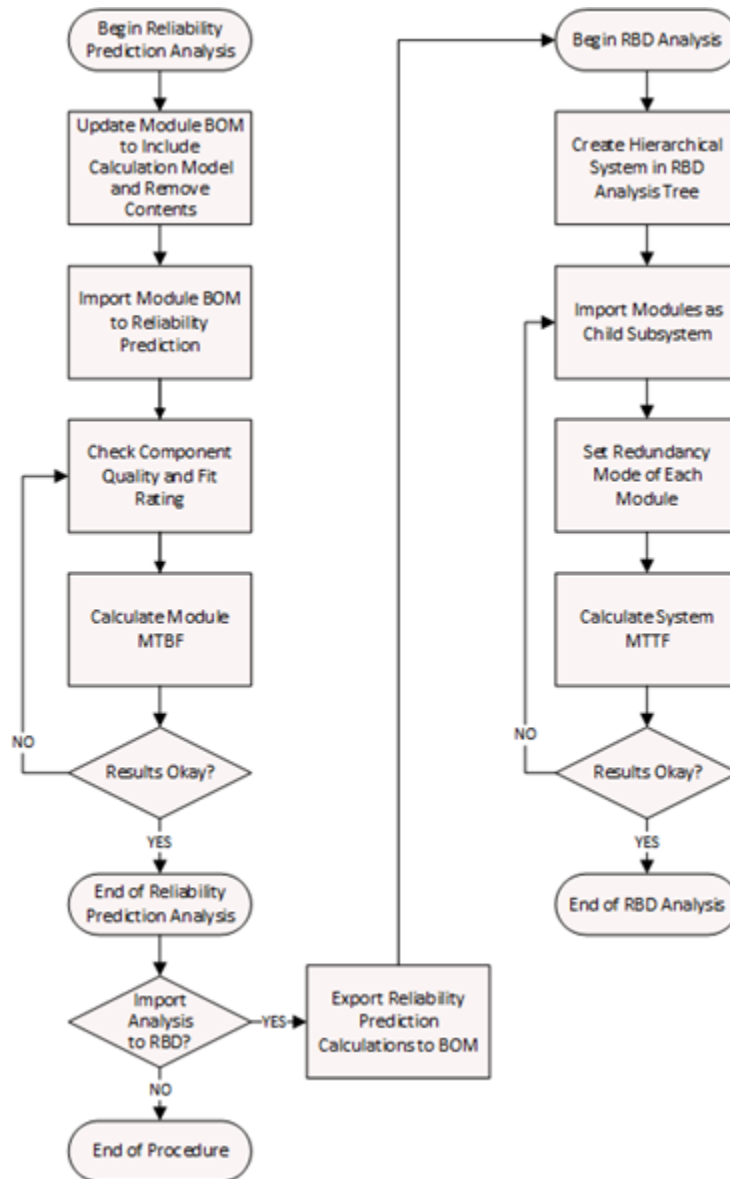 Begin Reliability
Prediction Analysis
Update Module BOM
to Include
Calculation Model
and Remove
Contents
Import Module BOM
to Reliability
Prediction
Check Component
Quality and Fit
Rating
Calculate Module
MTBF
NO
Results Okay?
YES
End of Reliability
Prediction Analysis
Import
Analysis
to RBD?
YES
NO
End of Procedure
Export Reliability
Prediction
Calculations to BOM
Begin RBD Analysis
Create Hierarchical
System in RBD
Analysis Tree
Import Modules as
Child Subsystem
Set Redundancy
Mode of Each
Module
Calculate System
MTTF
NO
Results Okay?
YES
End of RBD Analysis